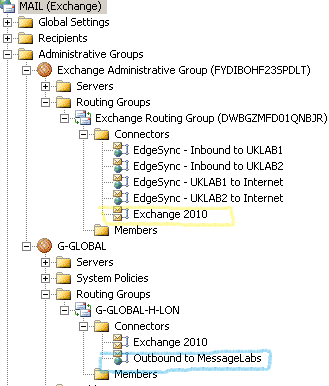 MAIL (Exchange)
Global Settings
Recipients
Administrative Groups
Exchange Administrative Group (FYDIBOHF23SPDLT)
Servers
Routing Groups
Exchange Routing Group (DWBGZMFD01QNBJR)
Connectors
EdgeSync - Inbound to UKLAB1
EdgeSync - Inbound to UKLAB2
EdgeSync - UKLAB1 to Internet
EdgeSync - UKLAB2 to Internet
Exchange 2010
Members
G-GLOBAL
Servers
System Policies
Routing Groups
G-GLOBAL-H-LON
Connectors
Exchange 2010
Outbound to MessageLabs
Members